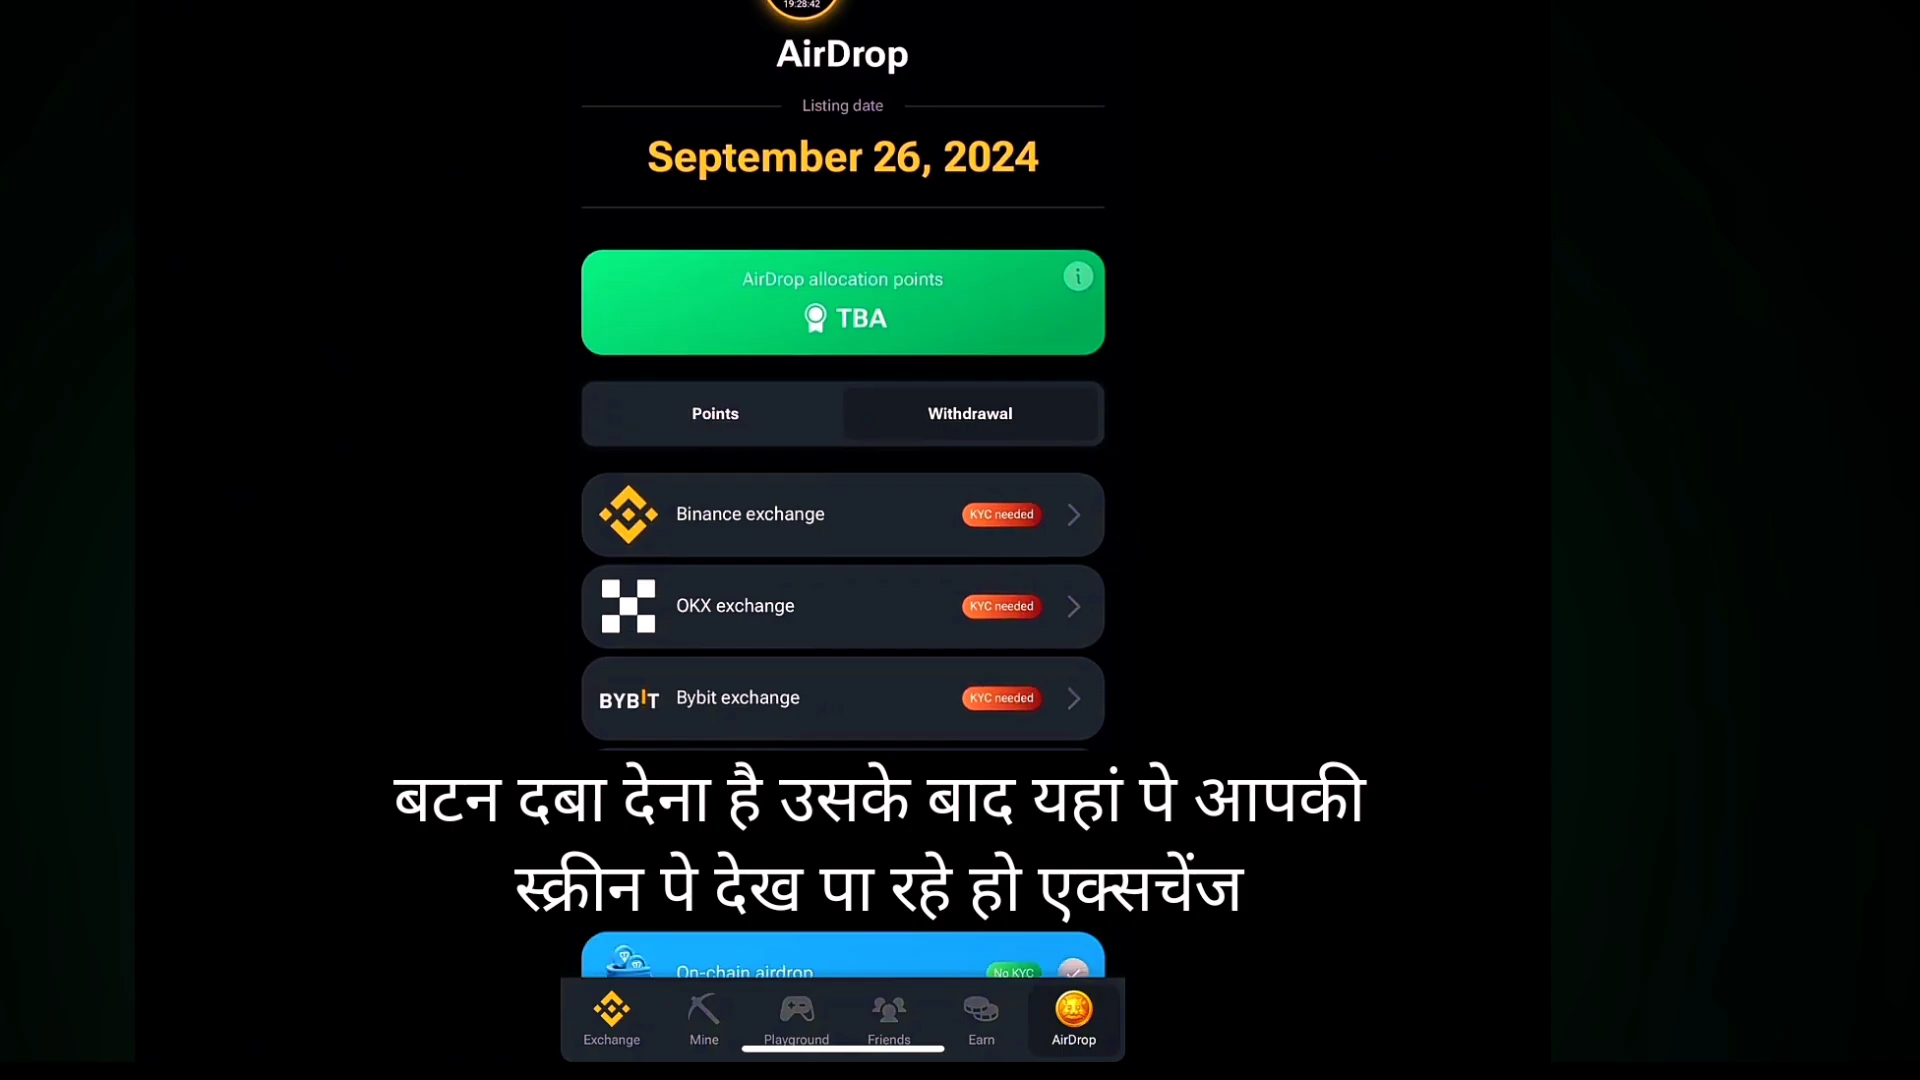 19:28:42
AirDrop
Listing date
September 26, 2024
AirDrop allocation points
i
TBA
Points
Withdrawal
Binance exchange
KYC needed
OKX exchange
KYC needed
BYBIT
Bybit exchange
KYC needed
बटन दबा देना है उसके बाद यहां पे आपकी
स्क्रीन पे देख पा रहे हो एक्सचेंज
On-chain airdrop
No KYC
Exchange
Mine
Playground
Friends
Earn
AirDrop